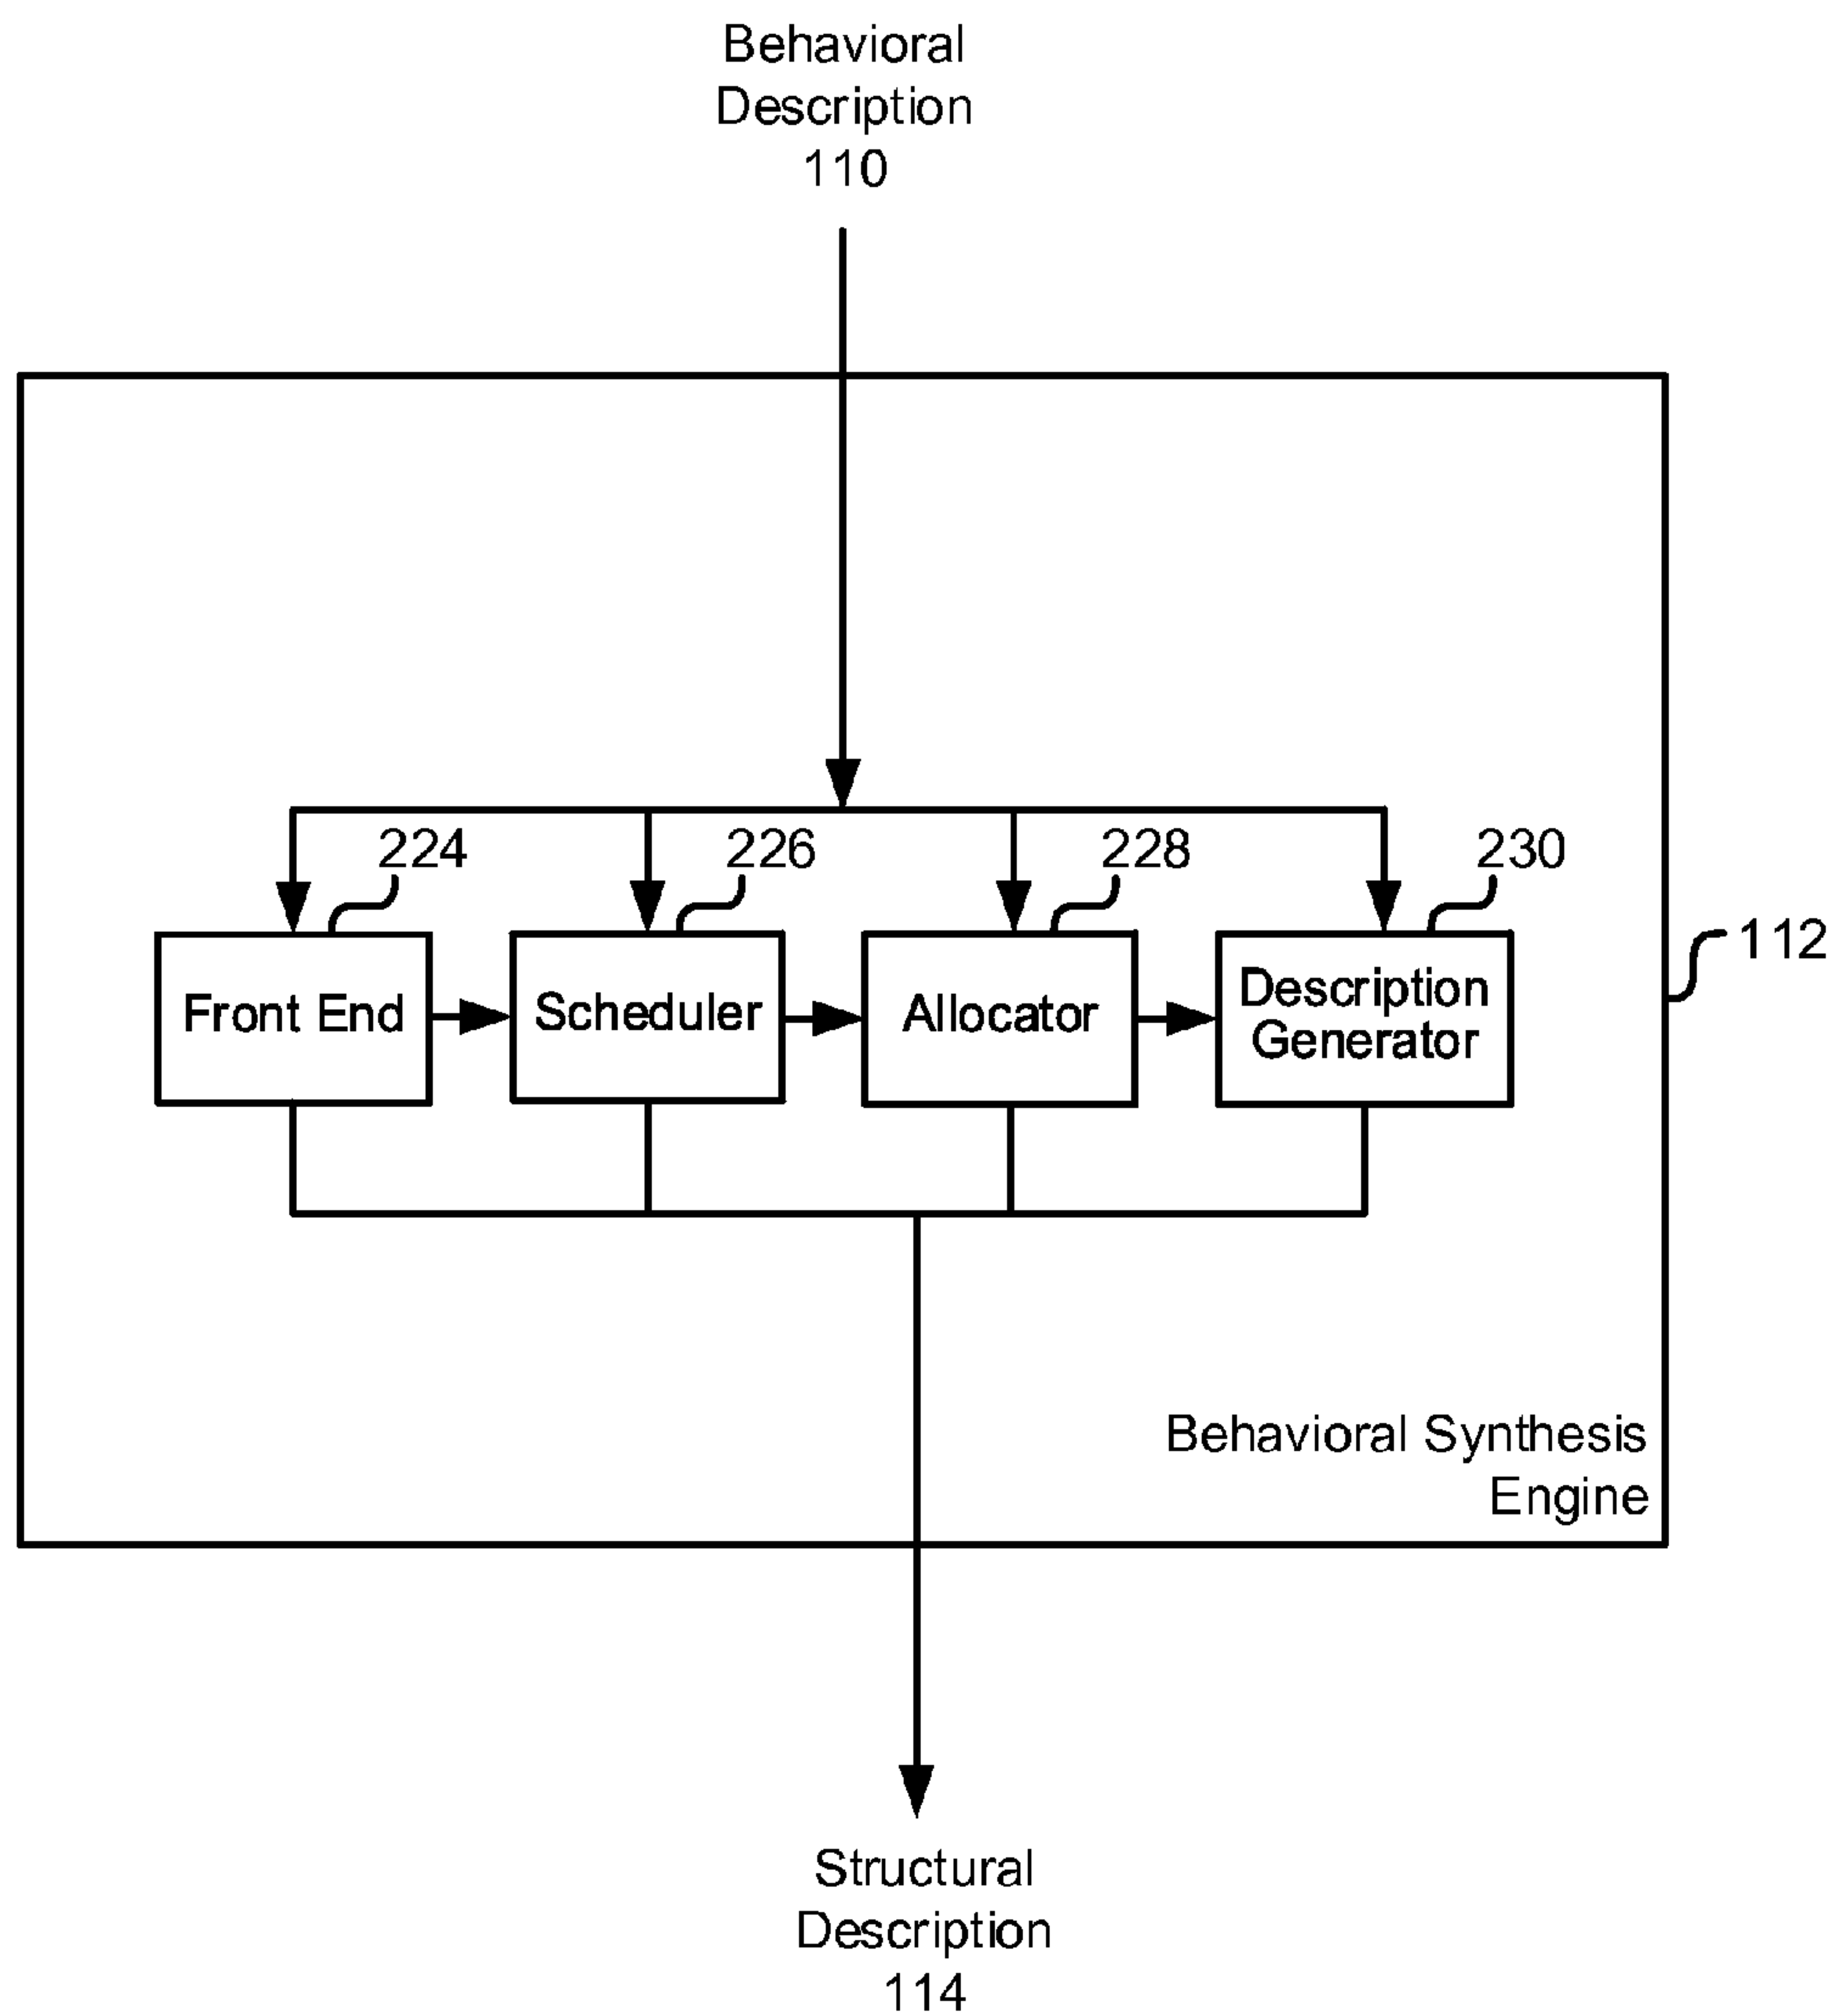 Behavioral
Description
110
224
226
228
230
112
Front End
Scheduler
Allocator
Description
Generator
Behavioral Synthesis
Engine
Structural
Description
114